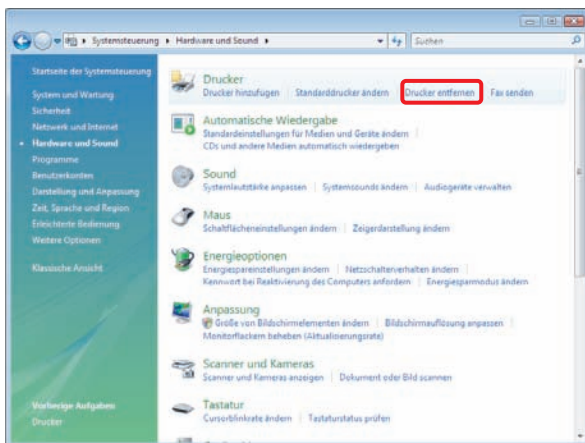 Systemsteuerung ▸ Hardware und Sound ▸
Suchen
Startseite der Systemsteuerung
System und Wartung
Sicherheit
Netzwerk und Internet
Hardware und Sound
Programme
Benutzerkonten
Darstellung und Anpassung
Zeit, Sprache und Region
Erleichterte Bedienung
Weitere Optionen
Klassische Ansicht
Vorherige Aufgaben
Drucker
Drucker
Drucker hinzufügen | Standarddrucker ändern | Drucker entfernen | Fax senden
Automatische Wiedergabe
Standardeinstellungen für Medien und Geräte ändern |
CDs und andere Medien automatisch wiedergeben
Sound
Systemlautstärke anpassen | Systemsounds ändern | Audiogeräte verwalten
Maus
Schaltflächeneinstellungen ändern | Zeigerdarstellung ändern
Energieoptionen
Energiespareinstellungen ändern | Netzschalterverhalten ändern |
Kennwort bei Reaktivierung des Computers anfordern | Energiesparmodus ändern
Anpassung
Größe von Bildschirmelementen ändern | Bildschirmauflösung anpassen |
Monitorflackern beheben (Aktualisierungsrate)
Scanner und Kameras
Scanner und Kameras anzeigen | Dokument oder Bild scannen
Tastatur
Cursorblinkrate ändern | Tastaturstatus prüfen